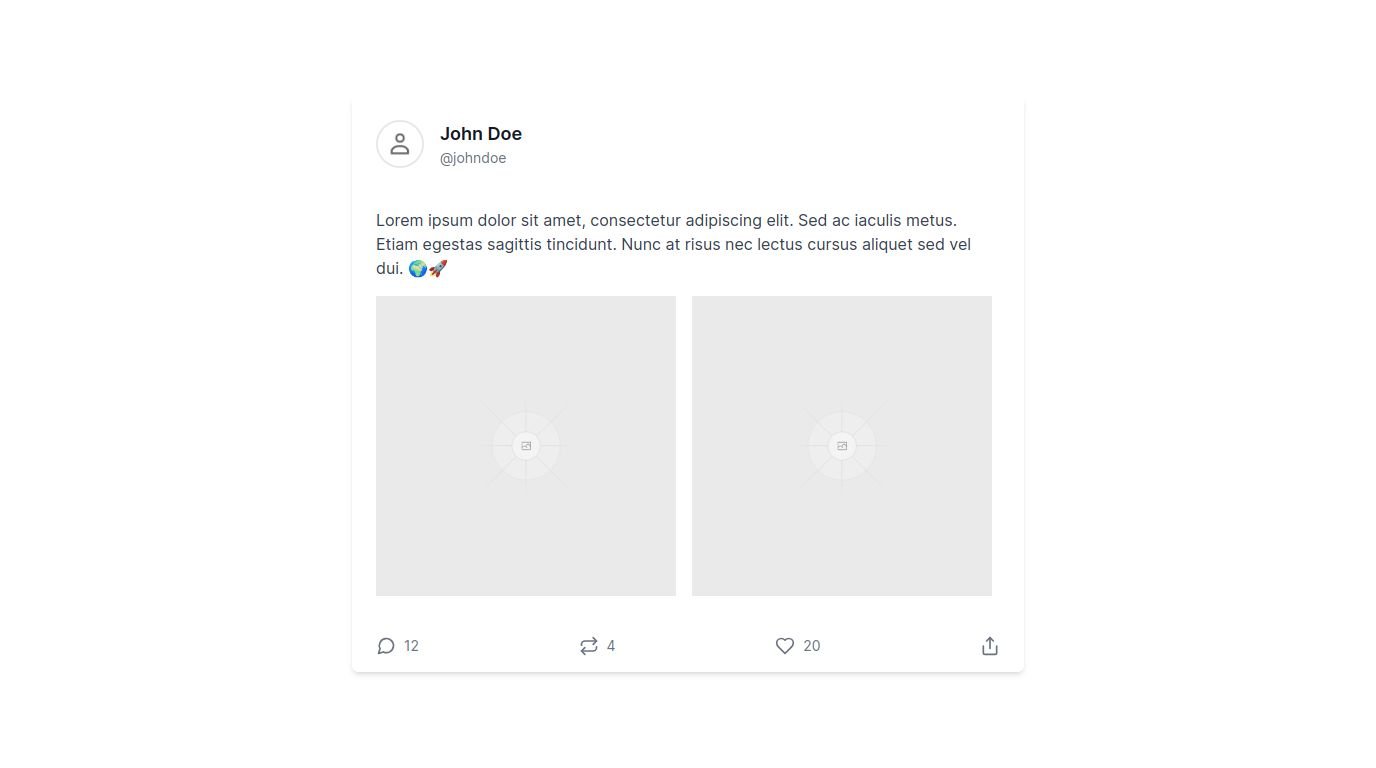 John Doe
@johndoe
Lorem ipsum dolor sit amet, consectetur adipiscing elit. Sed ac iaculis metus.
Etiam egestas sagittis tincidunt. Nunc at risus nec lectus cursus aliquet sed vel
dui. 🌍🚀
12 4 20